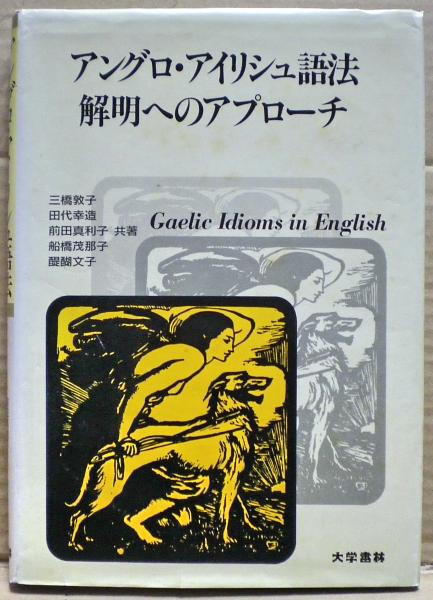 アングロ・アイリシュ語法
解明へのアプローチ
三橋敦子
田代幸造
前田真利子 共著
船橋茂那子
醍醐文子
Gaelic Idioms in English
大学書林